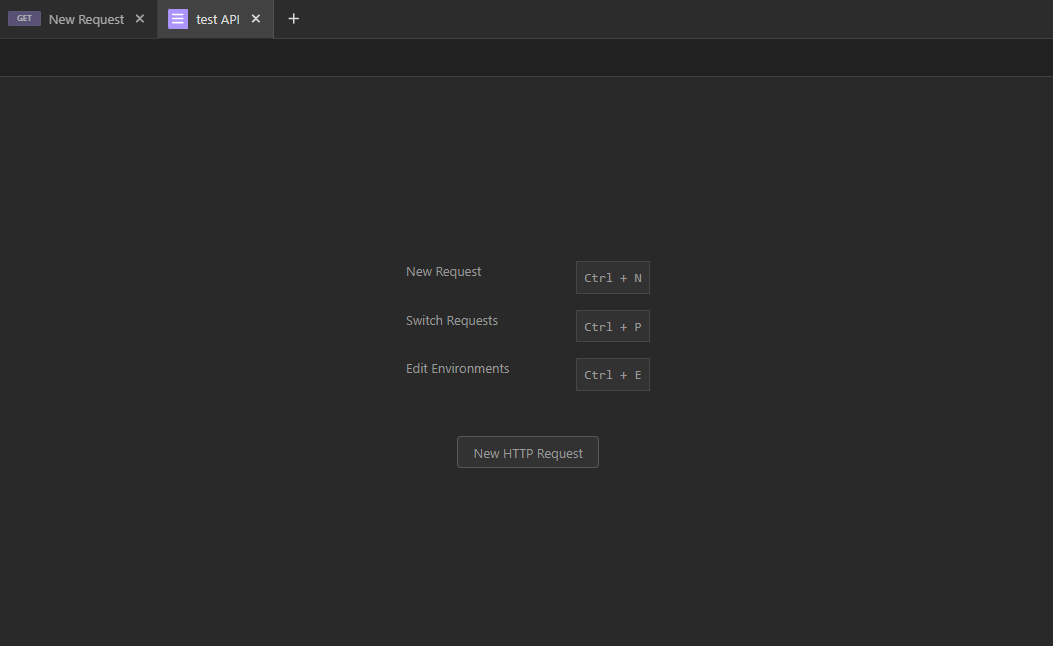 GET New Request × test API × +
New Request Ctrl + N
Switch Requests Ctrl + P
Edit Environments Ctrl + E
New HTTP Request